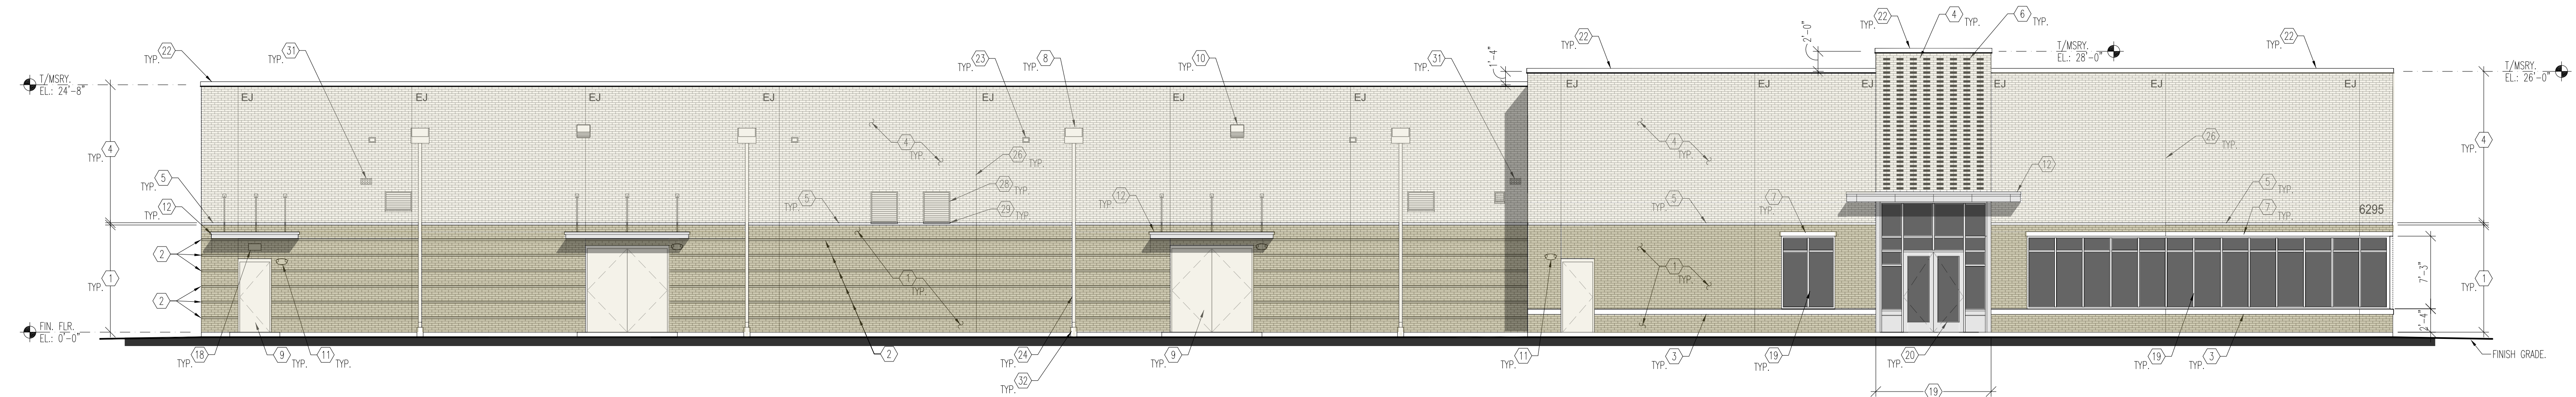 22
TYP.
31
TYP.
23
TYP.
8
TYP.
10
TYP.
1'-4"
31
TYP.
22
TYP.
2'-0"
22
TYP.
4
TYP.
6
TYP.
T/MSRY.
EL.: 28'-0"
22
TYP.
T/MSRY.
EL.: 24'-8"
T/MSRY.
EL.: 26'-0"
EJ
EJ
EJ
EJ
EJ
EJ
EJ
EJ
EJ
EJ
EJ
EJ
EJ
EJ
4
TYP.
4
TYP.
26
TYP.
4
TYP.
26
TYP.
4
TYP.
5
TYP.
28
TYP.
12
12
TYP.
5
29
TYP.
12
TYP.
5
TYP.
7
TYP.
5
TYP.
7
TYP.
6295
2
1
TYP.
1
TYP.
1
TYP.
7'-3"
1
TYP.
2
FIN. FLR.
EL.: 0'-0"
2'-4"
18
TYP.
9
TYP.
11
TYP.
2
24
TYP.
32
TYP.
9
TYP.
11
TYP.
3
TYP.
19
TYP.
20
TYP.
19
TYP.
3
TYP.
FINISH GRADE.
19